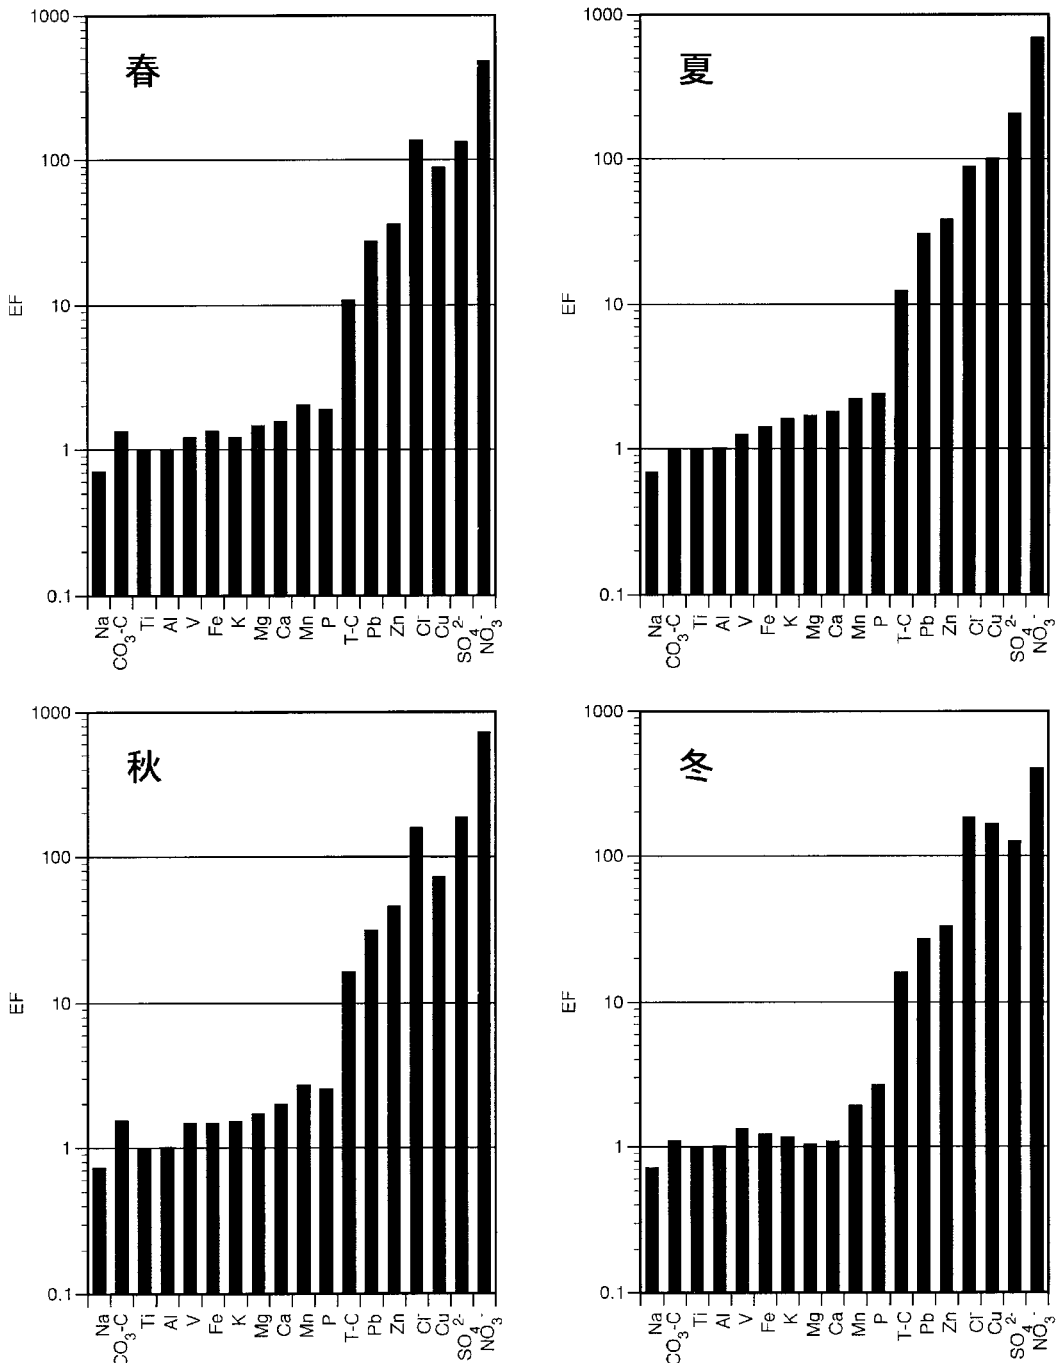 春
1000
100
10
1
0.1
EF
Na
CO₃-C
Ti
Al
V
Fe
K
Mg
Ca
Mn
P
T-C
Pb
Zn
Cl⁻
Cu
SO₄²⁻
NO₃⁻
夏
1000
100
10
1
0.1
EF
Na
CO₃-C
Ti
Al
V
Fe
K
Mg
Ca
Mn
P
T-C
Pb
Zn
Cl⁻
Cu
SO₄²⁻
NO₃⁻
秋
1000
100
10
1
0.1
EF
Na
CO₃-C
Ti
Al
V
Fe
K
Mg
Ca
Mn
P
T-C
Pb
Zn
Cl⁻
Cu
SO₄²⁻
NO₃⁻
冬
1000
100
10
1
0.1
EF
Na
CO₃-C
Ti
Al
V
Fe
K
Mg
Ca
Mn
P
T-C
Pb
Zn
Cl⁻
Cu
SO₄²⁻
NO₃⁻